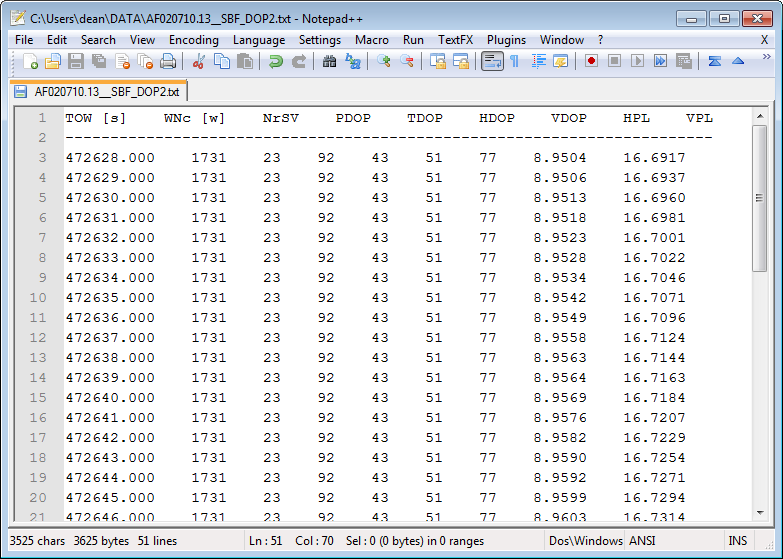 C:\Users\dean\DATA\AF020710.13__SBF_DOP2.txt - Notepad++
File Edit Search View Encoding Language Settings Macro Run TextFX Plugins Window ? X
AF020710.13__SBF_DOP2.txt
1 TOW [s] WNc [w] NrSV PDOP TDOP HDOP VDOP HPL VPL
2 ------------------------------------------------------------------------
3 472628.000 1731 23 92 43 51 77 8.9504 16.6917
4 472629.000 1731 23 92 43 51 77 8.9506 16.6937
5 472630.000 1731 23 92 43 51 77 8.9513 16.6960
6 472631.000 1731 23 92 43 51 77 8.9518 16.6981
7 472632.000 1731 23 92 43 51 77 8.9523 16.7001
8 472633.000 1731 23 92 43 51 77 8.9528 16.7022
9 472634.000 1731 23 92 43 51 77 8.9534 16.7046
10 472635.000 1731 23 92 43 51 77 8.9542 16.7071
11 472636.000 1731 23 92 43 51 77 8.9549 16.7096
12 472637.000 1731 23 92 43 51 77 8.9558 16.7124
13 472638.000 1731 23 92 43 51 77 8.9563 16.7144
14 472639.000 1731 23 92 43 51 77 8.9564 16.7163
15 472640.000 1731 23 92 43 51 77 8.9569 16.7184
16 472641.000 1731 23 92 43 51 77 8.9576 16.7207
17 472642.000 1731 23 92 43 51 77 8.9582 16.7229
18 472643.000 1731 23 92 43 51 77 8.9590 16.7254
19 472644.000 1731 23 92 43 51 77 8.9592 16.7271
20 472645.000 1731 23 92 43 51 77 8.9599 16.7294
21 472646.000 1731 23 92 43 51 77 8.9603 16.7314
3525 chars 3625 bytes 51 lines Ln : 51 Col : 70 Sel : 0 (0 bytes) in 0 ranges Dos\Windows ANSI INS